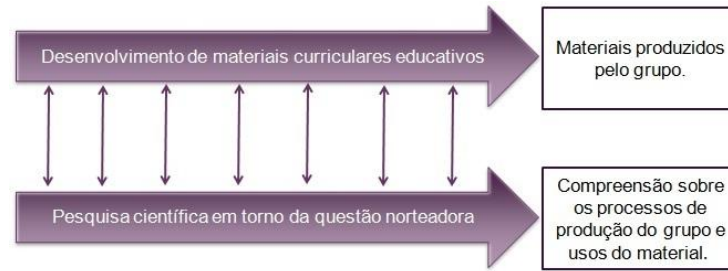 Desenvolvimento de materiais curriculares educativos
Materiais produzidos
pelo grupo.
Pesquisa científica em torno da questão norteadora
Compreensão sobre
os processos de
produção do grupo e
usos do material.